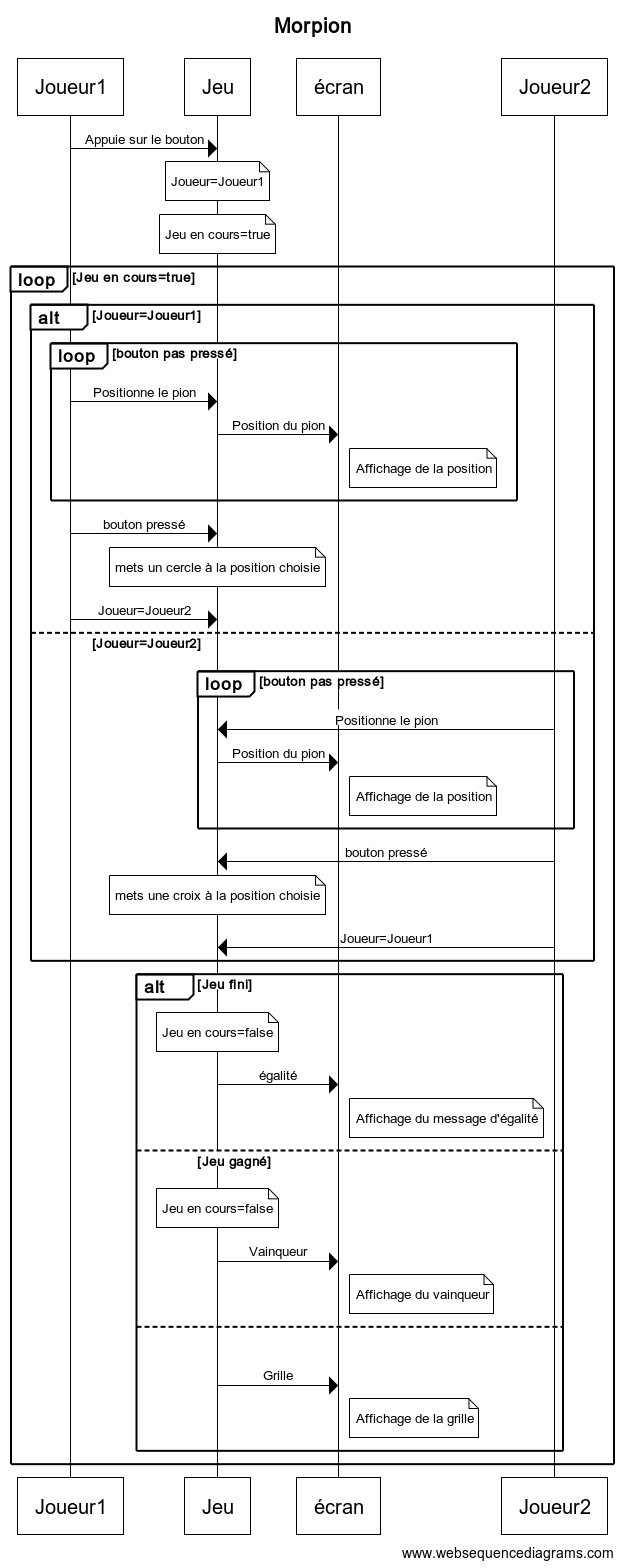 Morpion
Joueur1 Jeu écran Joueur2
Appuie sur le bouton
Joueur=Joueur1
Jeu en cours=true
loop [Jeu en cours=true]
alt [Joueur=Joueur1]
loop [bouton pas pressé]
Positionne le pion
Position du pion
Affichage de la position
bouton pressé
mets un cercle à la position choisie
Joueur=Joueur2
[Joueur=Joueur2]
loop [bouton pas pressé]
Positionne le pion
Position du pion
Affichage de la position
bouton pressé
mets une croix à la position choisie
Joueur=Joueur1
alt [Jeu fini]
Jeu en cours=false
égalité
Affichage du message d'égalité
[Jeu gagné]
Jeu en cours=false
Vainqueur
Affichage du vainqueur
Grille
Affichage de la grille
Joueur1 Jeu écran Joueur2
www.websequencediagrams.com